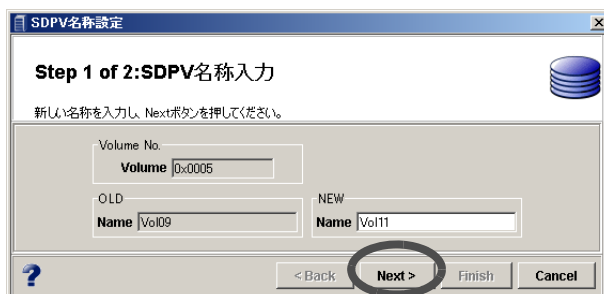 SDPV名称設定
Step 1 of 2:SDPV名称入力
新しい名称を入力し、Nextボタンを押してください。
Volume No.
Volume 0x0005
OLD
Name Vol09
NEW
Name Vol11
? < Back Next > Finish Cancel